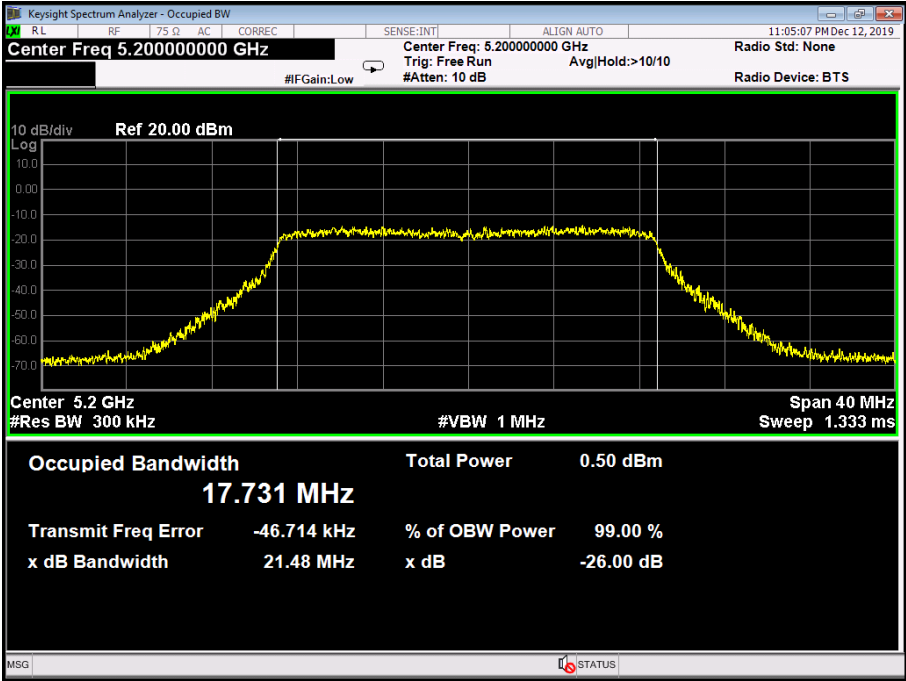 Keysight Spectrum Analyzer - Occupied BW
LXI RL RF 75 Ω AC CORREC SENSE:INT ALIGN AUTO 11:05:07 PM Dec 12, 2019
Center Freq 5.200000000 GHz
Center Freq: 5.200000000 GHz
Radio Std: None
Trig: Free Run Avg|Hold:>10/10
#IFGain:Low
#Atten: 10 dB
Radio Device: BTS
10 dB/div Ref 20.00 dBm
Log
10.0
0.00
-10.0
-20.0
-30.0
-40.0
-50.0
-60.0
-70.0
Center 5.2 GHz Span 40 MHz
#Res BW 300 kHz #VBW 1 MHz Sweep 1.333 ms
Occupied Bandwidth Total Power 0.50 dBm
17.731 MHz
Transmit Freq Error -46.714 kHz % of OBW Power 99.00 %
x dB Bandwidth 21.48 MHz x dB -26.00 dB
MSG STATUS